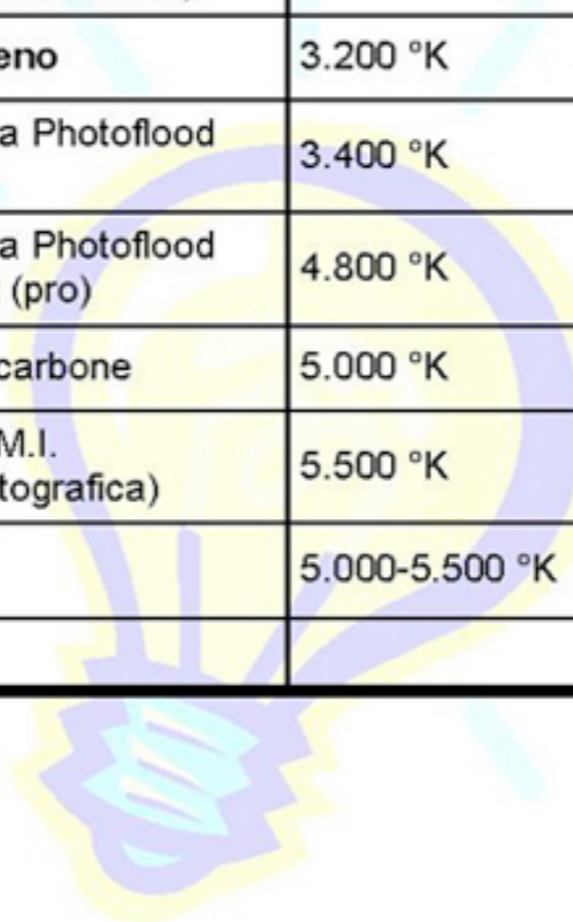 eno 3.200 °K
a Photoflood 3.400 °K
a Photoflood
(pro) 4.800 °K
carbone 5.000 °K
M.I.
tografica) 5.500 °K
5.000-5.500 °K